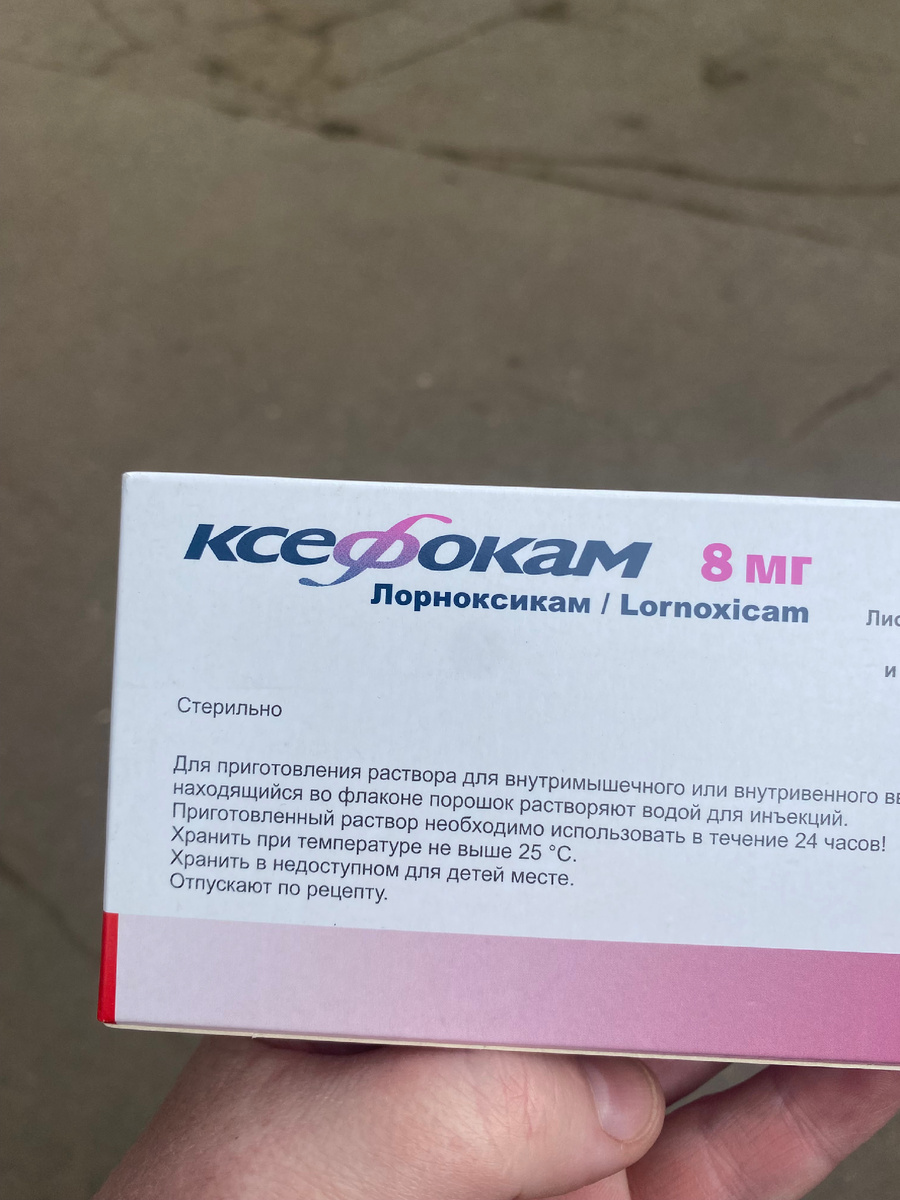 ксефокам 8 мг
Лорноксикам / Lornoxicam
и
Стерильно
Для приготовления раствора для внутримышечного или внутривенного
находящийся во флаконе порошок растворяют водой для инъекций.
Приготовленный раствор необходимо использовать в течение 24 часов!
Хранить при температуре не выше 25 °C.
Хранить в недоступном для детей месте.
Отпускают по рецепту.